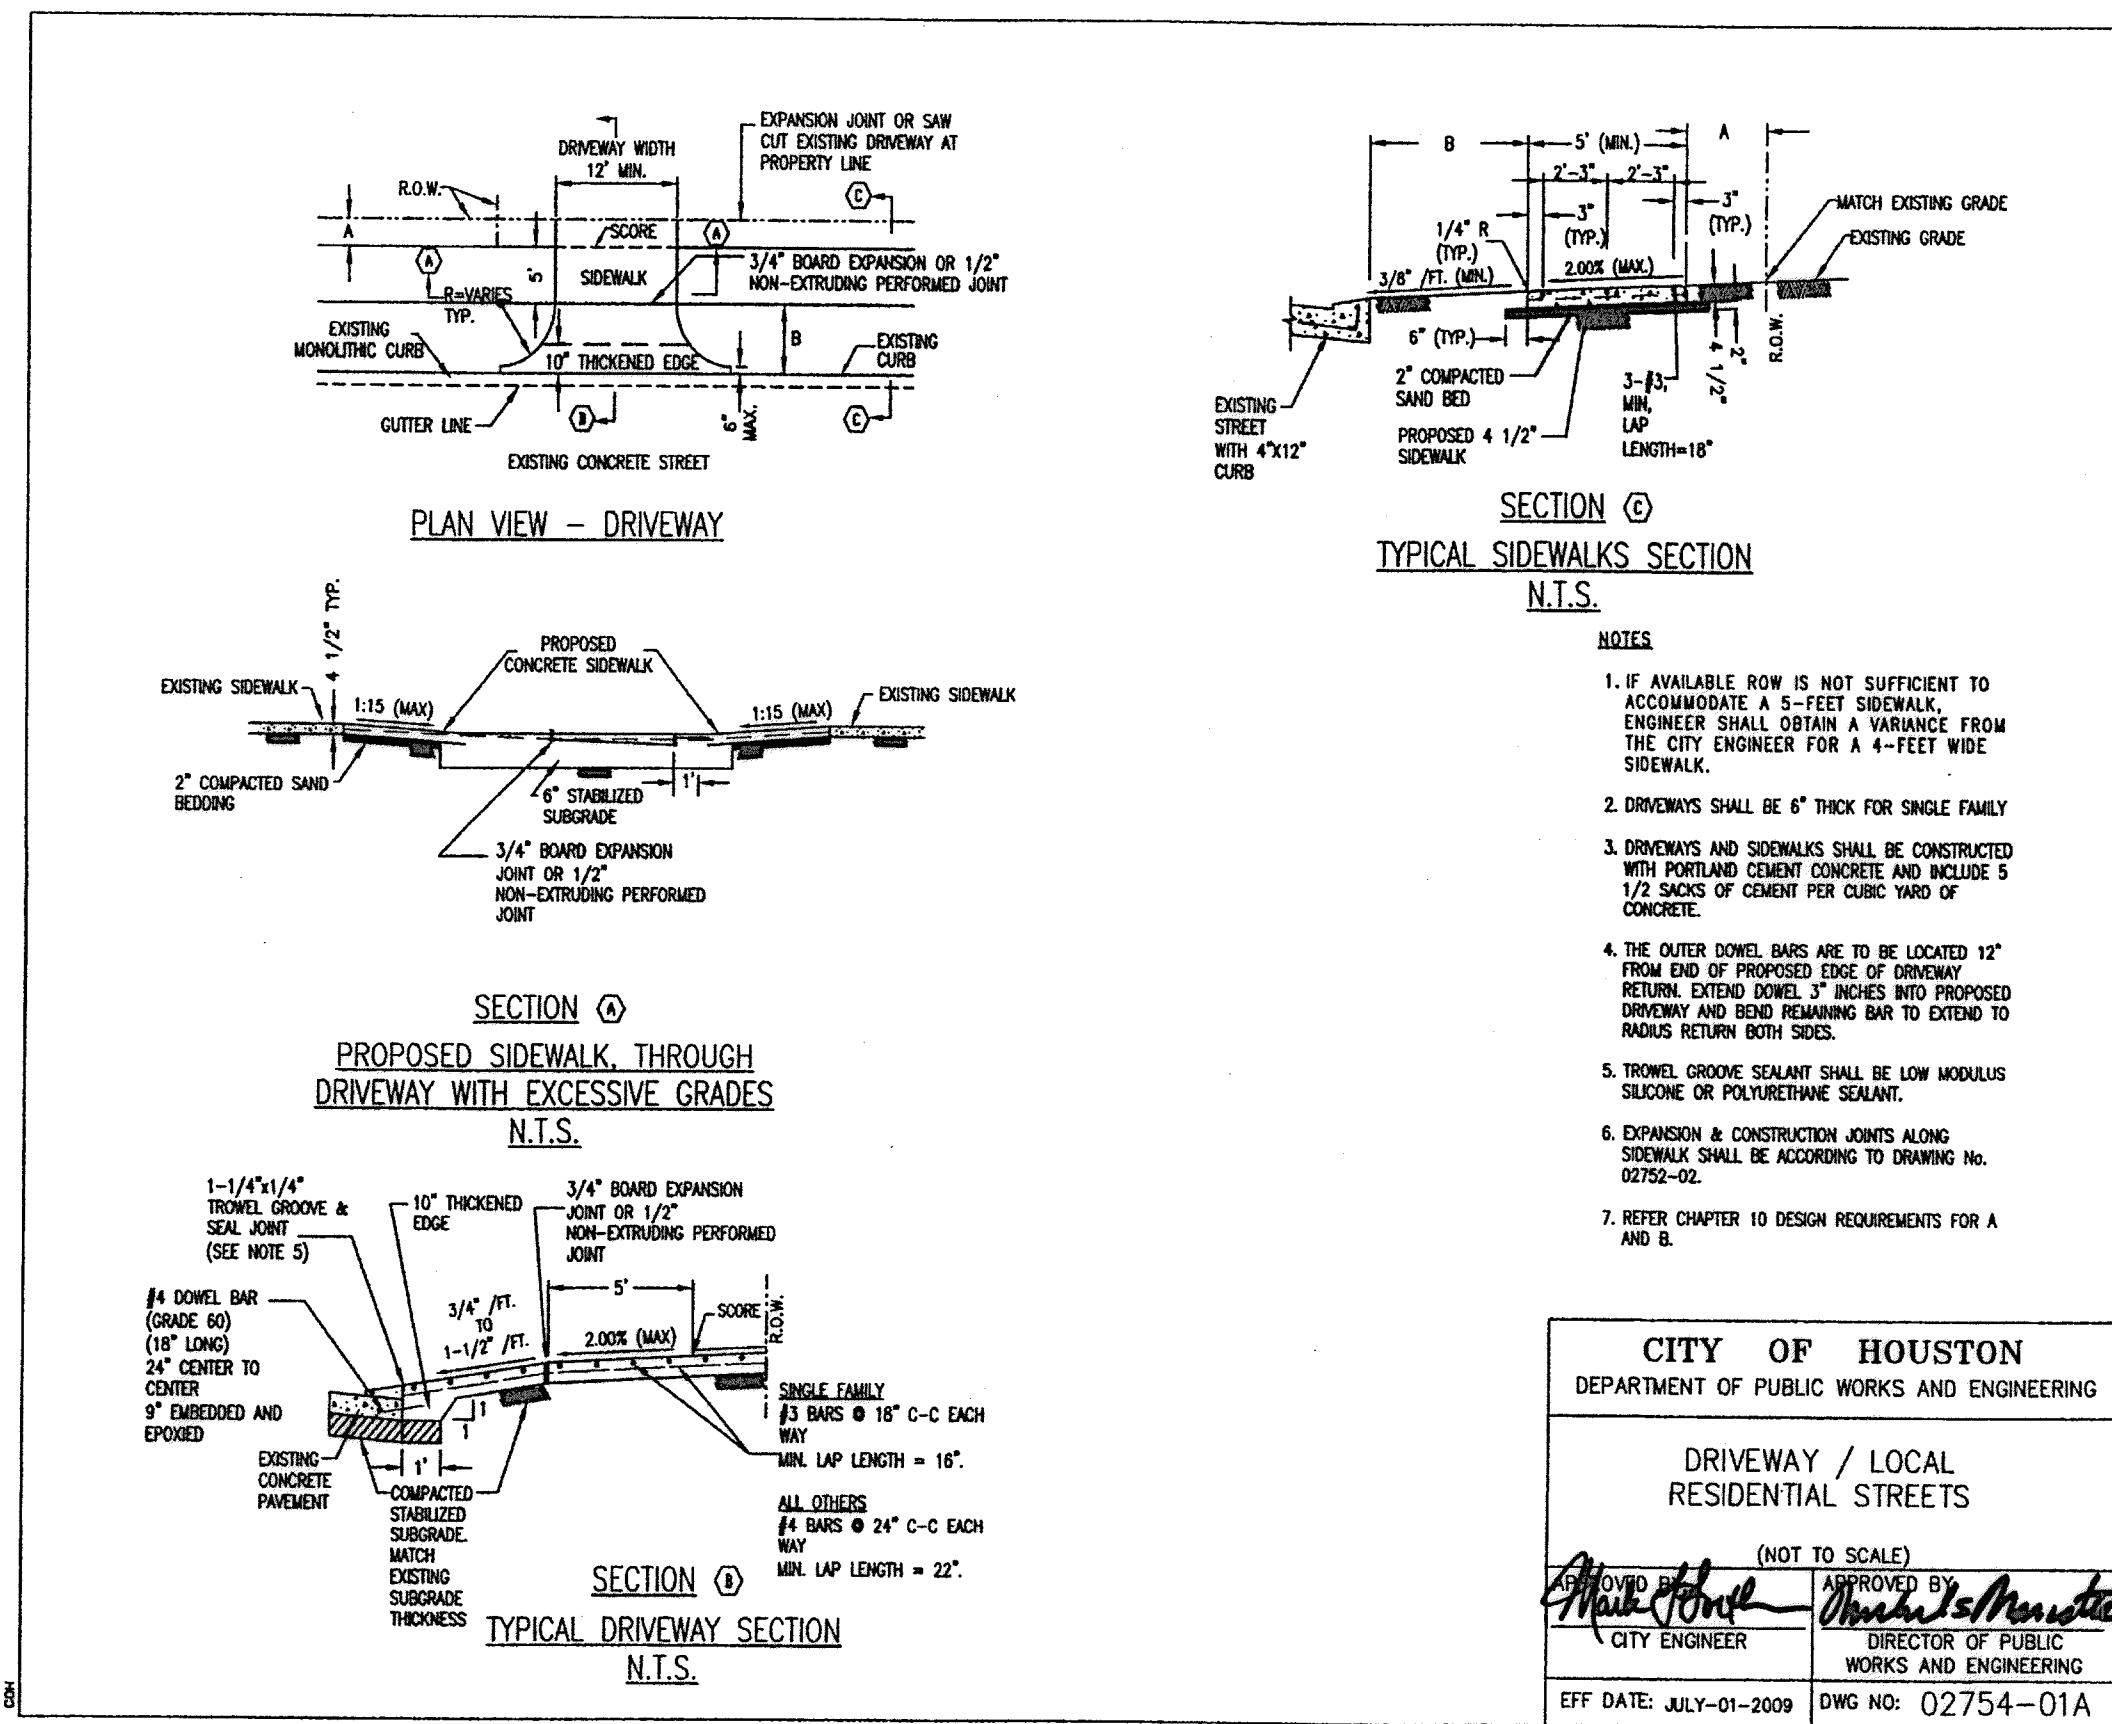 EXPANSION JOINT OR SAW
CUT EXISTING DRIVEWAY AT
PROPERTY LINE
DRIVEWAY WIDTH
12' MIN.
R.O.W.
C
A
SCORE
A
A
3/4" BOARD EXPANSION OR 1/2"
NON-EXTRUDING PERFORMED JOINT
5'
SIDEWALK
R=VARIES
TYP.
EXISTING
MONOLITHIC CURB
B
EXISTING
CURB
10" THICKENED EDGE
GUTTER LINE
B
6"
MAX.
C
EXISTING CONCRETE STREET
PLAN VIEW - DRIVEWAY
B
5' (MIN.)
A
2'-3"
2'-3"
3"
(TYP.)
3"
(TYP.)
1/4" R
(TYP.)
MATCH EXISTING GRADE
EXISTING GRADE
3/8" /FT. (MIN.)
2.00% (MAX.)
6" (TYP.)
2" COMPACTED
SAND BED
EXISTING
STREET
WITH 4"X12"
CURB
PROPOSED 4 1/2"
SIDEWALK
3-#3,
MIN,
LAP
LENGTH=18"
4 1/2"
2"
R.O.W.
SECTION C
TYPICAL SIDEWALKS SECTION
N.T.S.
4 1/2" TYP.
PROPOSED
CONCRETE SIDEWALK
EXISTING SIDEWALK
EXISTING SIDEWALK
1:15 (MAX)
1:15 (MAX)
2" COMPACTED SAND
BEDDING
1'
6" STABILIZED
SUBGRADE
3/4" BOARD EXPANSION
JOINT OR 1/2"
NON-EXTRUDING PERFORMED
JOINT
SECTION A
PROPOSED SIDEWALK, THROUGH
DRIVEWAY WITH EXCESSIVE GRADES
N.T.S.
1-1/4"x1/4"
TROWEL GROOVE &
SEAL JOINT
(SEE NOTE 5)
10" THICKENED
EDGE
3/4" BOARD EXPANSION
JOINT OR 1/2"
NON-EXTRUDING PERFORMED
JOINT
#4 DOWEL BAR
(GRADE 60)
(18" LONG)
24" CENTER TO
CENTER
9" EMBEDDED AND
EPOXIED
3/4" /FT.
TO
1-1/2" /FT.
5'
SCORE
R.O.W.
2.00% (MAX)
1
1
EXISTING
CONCRETE
PAVEMENT
1'
COMPACTED
STABILIZED
SUBGRADE.
MATCH
EXISTING
SUBGRADE
THICKNESS
SINGLE FAMILY
#3 BARS @ 18" C-C EACH
WAY
MIN. LAP LENGTH = 16".
ALL OTHERS
#4 BARS @ 24" C-C EACH
WAY
MIN. LAP LENGTH = 22".
SECTION B
TYPICAL DRIVEWAY SECTION
N.T.S.
NOTES
1. IF AVAILABLE ROW IS NOT SUFFICIENT TO
ACCOMMODATE A 5-FEET SIDEWALK,
ENGINEER SHALL OBTAIN A VARIANCE FROM
THE CITY ENGINEER FOR A 4-FEET WIDE
SIDEWALK.
2. DRIVEWAYS SHALL BE 6" THICK FOR SINGLE FAMILY
3. DRIVEWAYS AND SIDEWALKS SHALL BE CONSTRUCTED
WITH PORTLAND CEMENT CONCRETE AND INCLUDE 5
1/2 SACKS OF CEMENT PER CUBIC YARD OF
CONCRETE.
4. THE OUTER DOWEL BARS ARE TO BE LOCATED 12"
FROM END OF PROPOSED EDGE OF DRIVEWAY
RETURN. EXTEND DOWEL 3" INCHES INTO PROPOSED
DRIVEWAY AND BEND REMAINING BAR TO EXTEND TO
RADIUS RETURN BOTH SIDES.
5. TROWEL GROOVE SEALANT SHALL BE LOW MODULUS
SILICONE OR POLYURETHANE SEALANT.
6. EXPANSION & CONSTRUCTION JOINTS ALONG
SIDEWALK SHALL BE ACCORDING TO DRAWING No.
02752-02.
7. REFER CHAPTER 10 DESIGN REQUIREMENTS FOR A
AND B.
CITY OF HOUSTON
DEPARTMENT OF PUBLIC WORKS AND ENGINEERING
DRIVEWAY / LOCAL
RESIDENTIAL STREETS
(NOT TO SCALE)
APPROVED BY
CITY ENGINEER
APPROVED BY
DIRECTOR OF PUBLIC
WORKS AND ENGINEERING
EFF DATE: JULY-01-2009
DWG NO: 02754-01A
COH